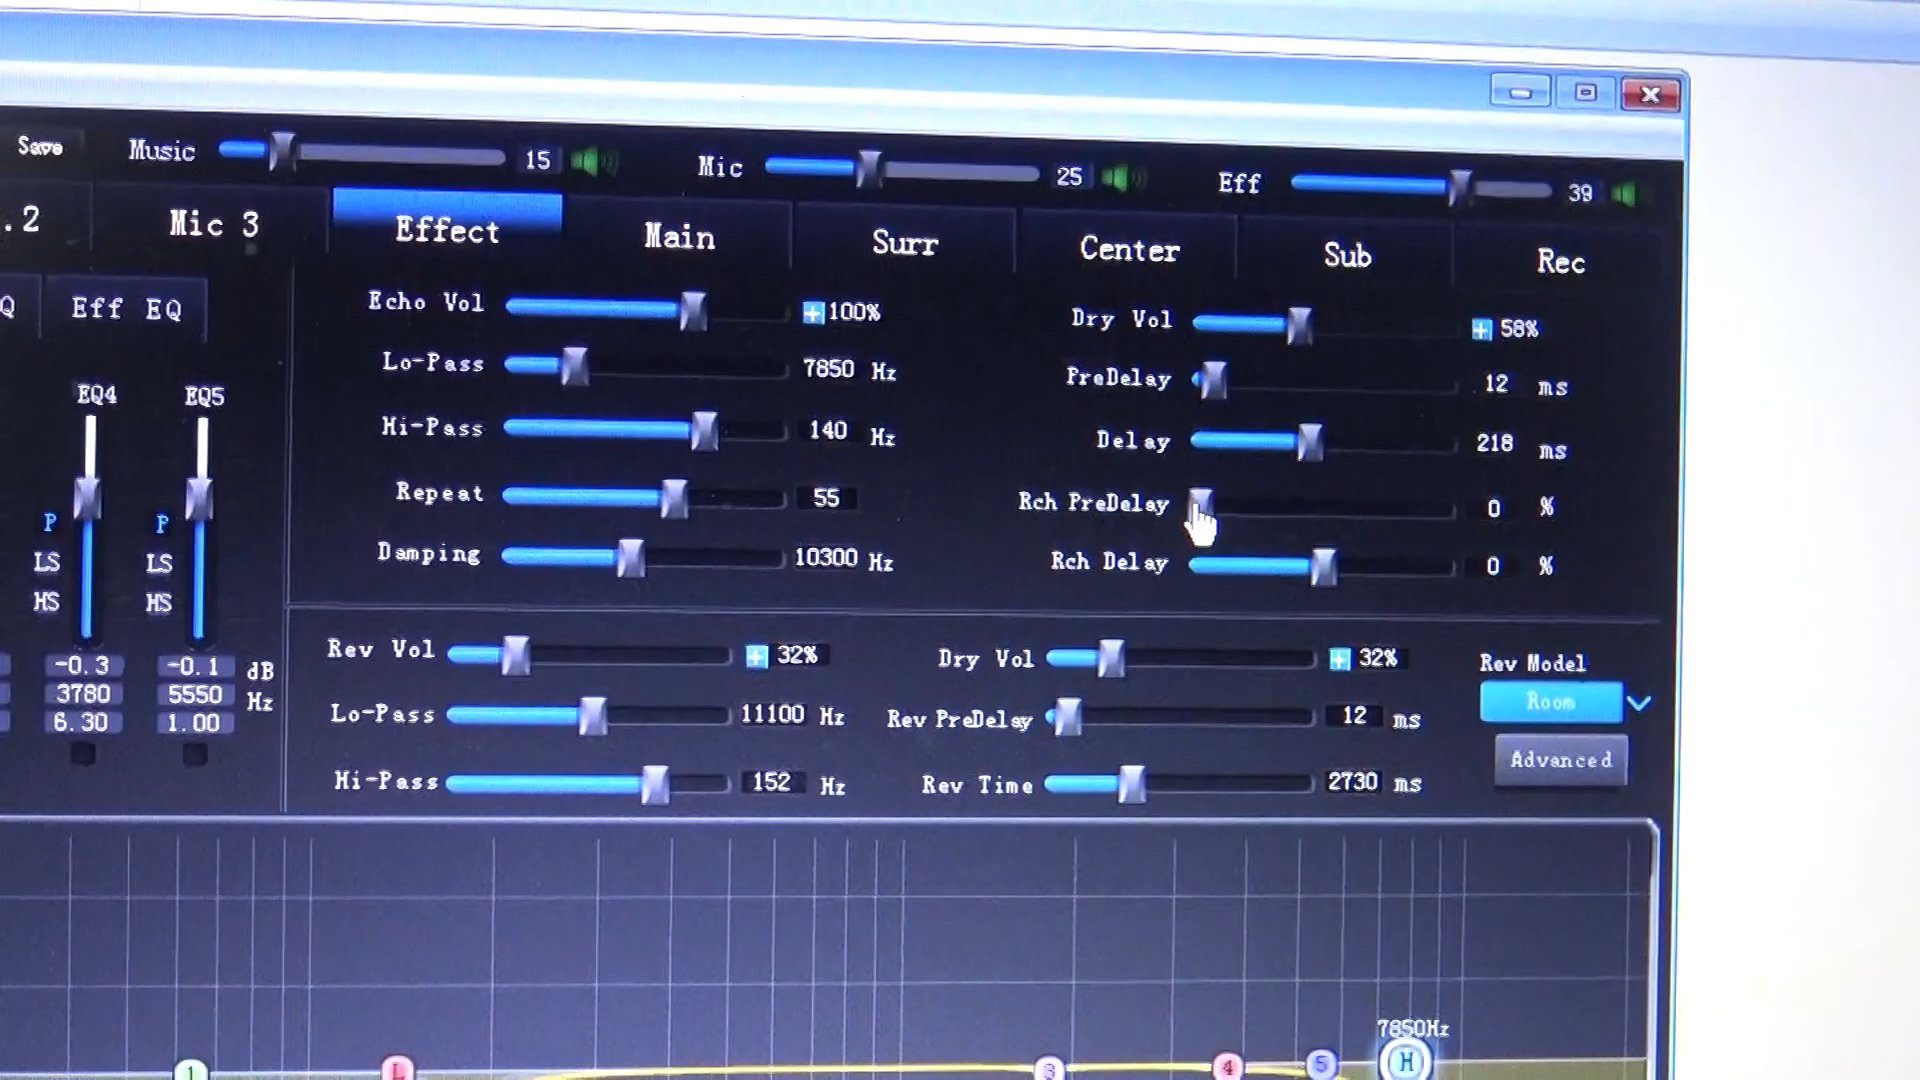 Save Music 15 Mic 25 Eff 39
.2 Mic 3 Effect Main Surr Center Sub Rec
Q Eff EQ
Echo Vol +100% Dry Vol +58%
Lo-Pass 7850 Hz PreDelay 12 ms
Hi-Pass 140 Hz Delay 218 ms
Repeat 55 Rch PreDelay 0 %
Damping 10300 Hz Rch Delay 0 %
EQ4 EQ5
P P
LS LS
HS HS
-0.3 -0.1 dB
3780 5550 Hz
6.30 1.00
Rev Vol +32% Dry Vol +32% Rev Model
Lo-Pass 11100 Hz Rev PreDelay 12 ms Room
Hi-Pass 152 Hz Rev Time 2730 ms Advanced
7850Hz
1 L 3 4 5 H